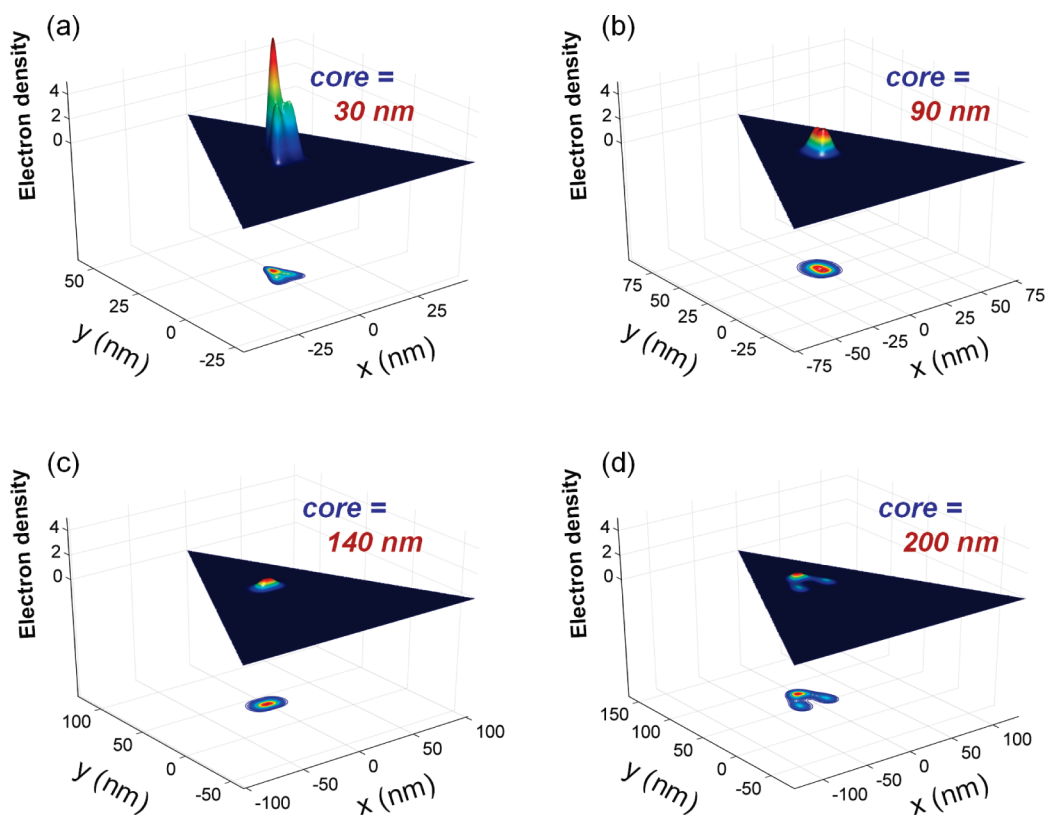 (a)
Electron density
4
2
0
core =
30 nm
50
25
0
-25
y (nm)
-25
0
25
x (nm)
(b)
Electron density
4
2
0
core =
90 nm
75
50
25
0
-25
y (nm)
-75
-50
-25
0
25
50
75
x (nm)
(c)
Electron density
4
2
0
core =
140 nm
100
50
0
-50
y (nm)
-100
-50
0
50
100
x (nm)
(d)
Electron density
4
2
0
core =
200 nm
150
100
50
0
-50
y (nm)
-100
-50
0
50
100
x (nm)